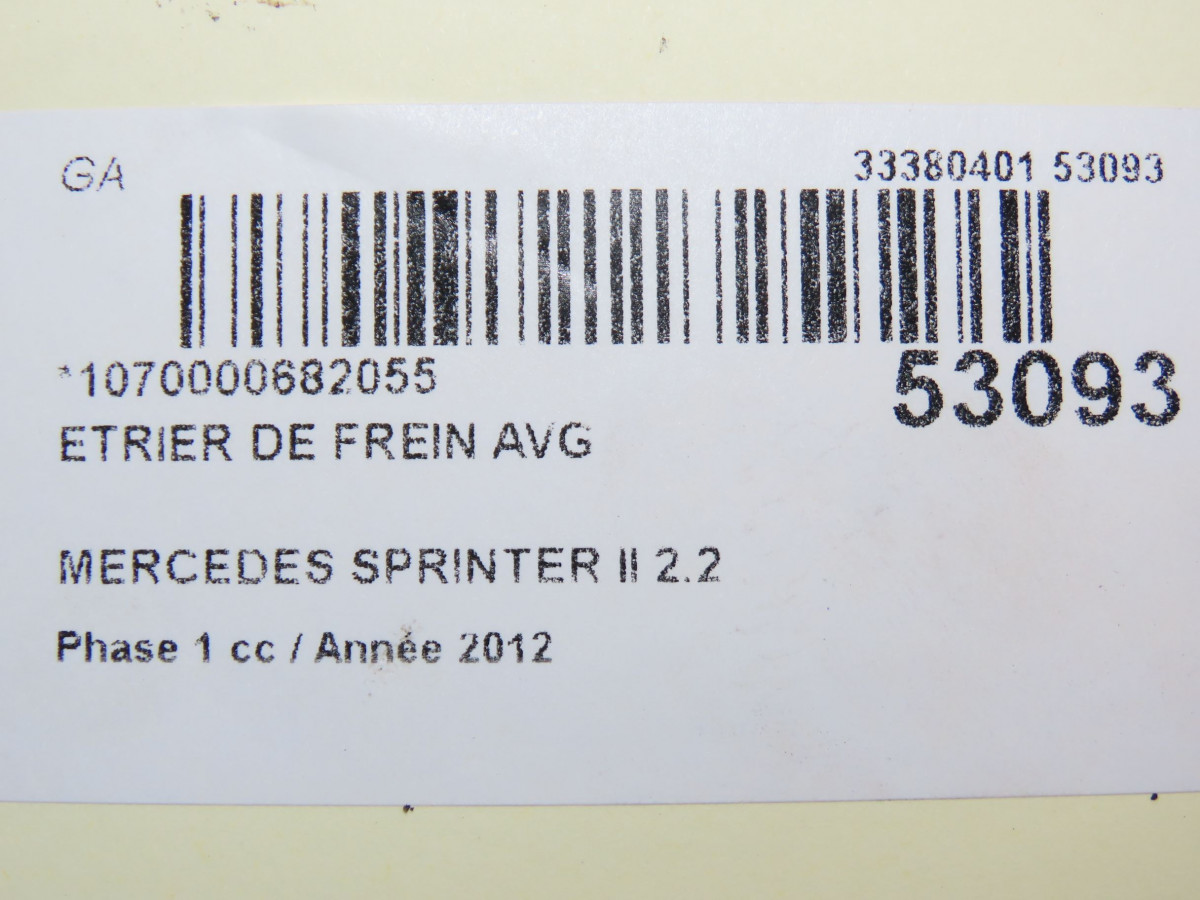 GA
33380401 53093
*1070000682055
53093
ETRIER DE FREIN AVG
MERCEDES SPRINTER II 2.2
Phase 1 cc / Année 2012